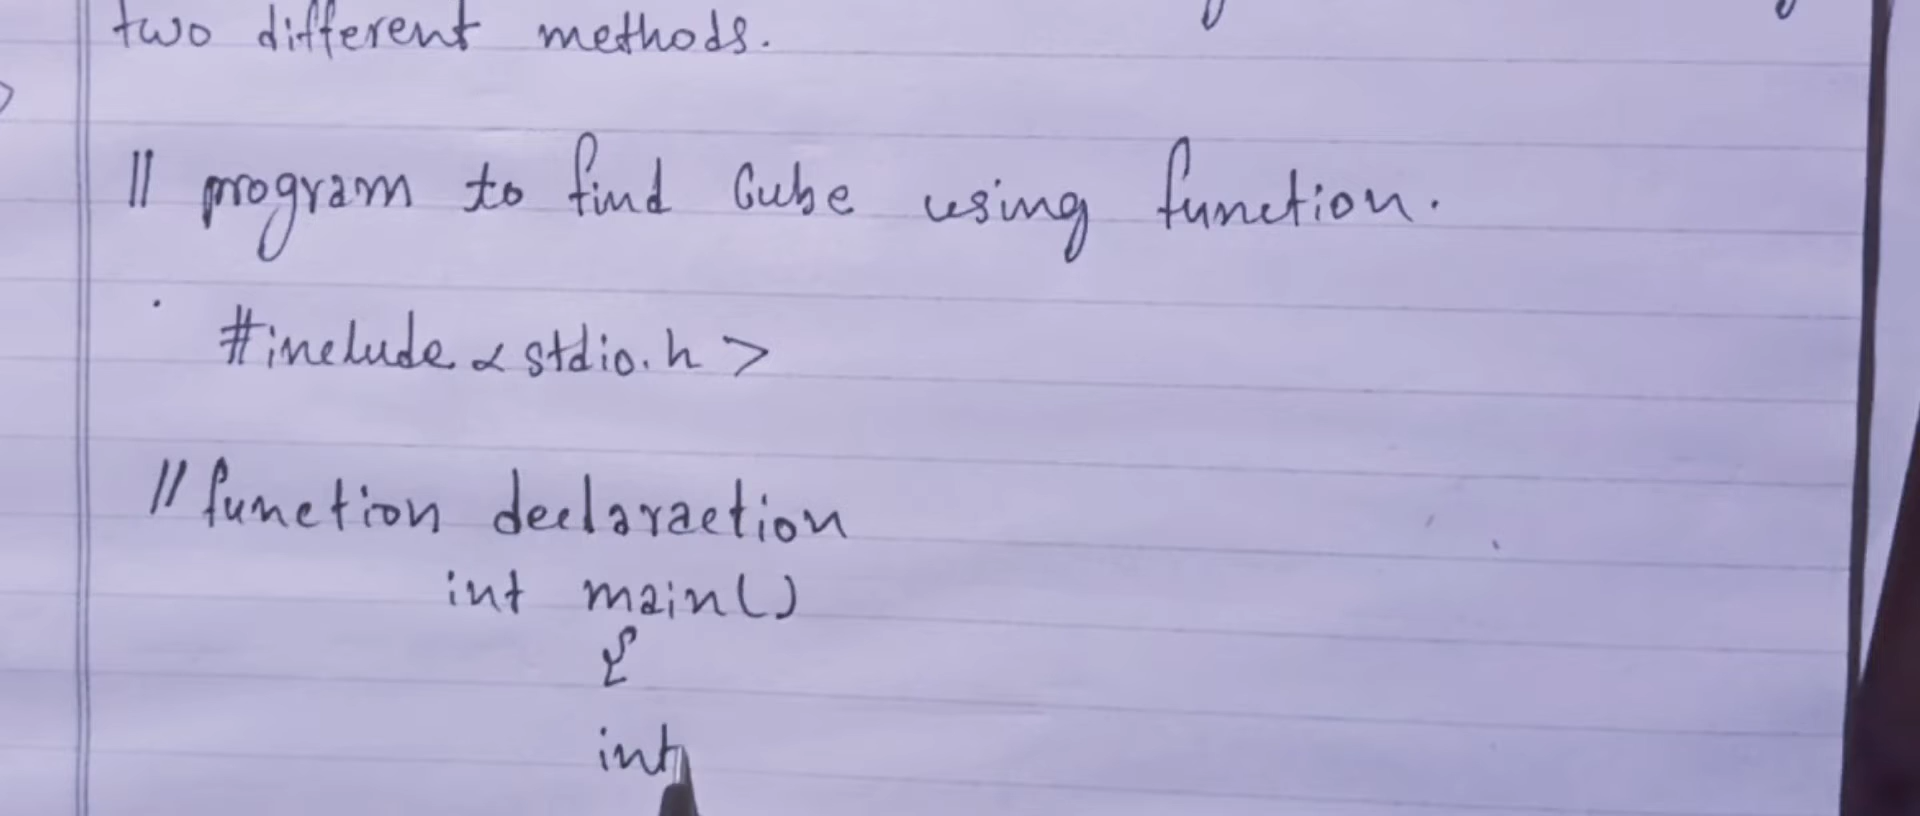 two different methods.
// program to find Cube using function.
#include <stdio.h>
// function declaraction
int main()
{
int